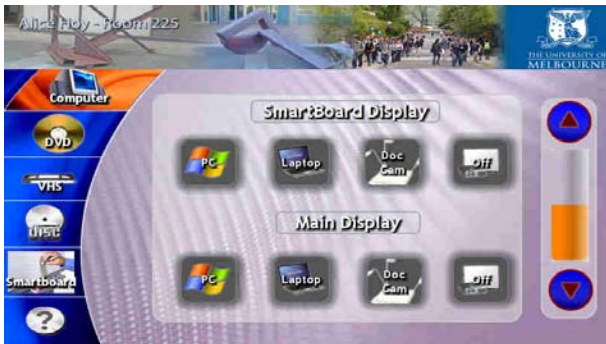 Alice Hoy - Room 225
THE UNIVERSITY OF
MELBOURNE
Computer
DVD
VHS
DISC
Smartboard
?
SmartBoard Display
PC
Laptop
Doc
Cam
Off
Main Display
PC
Laptop
Doc
Cam
Off